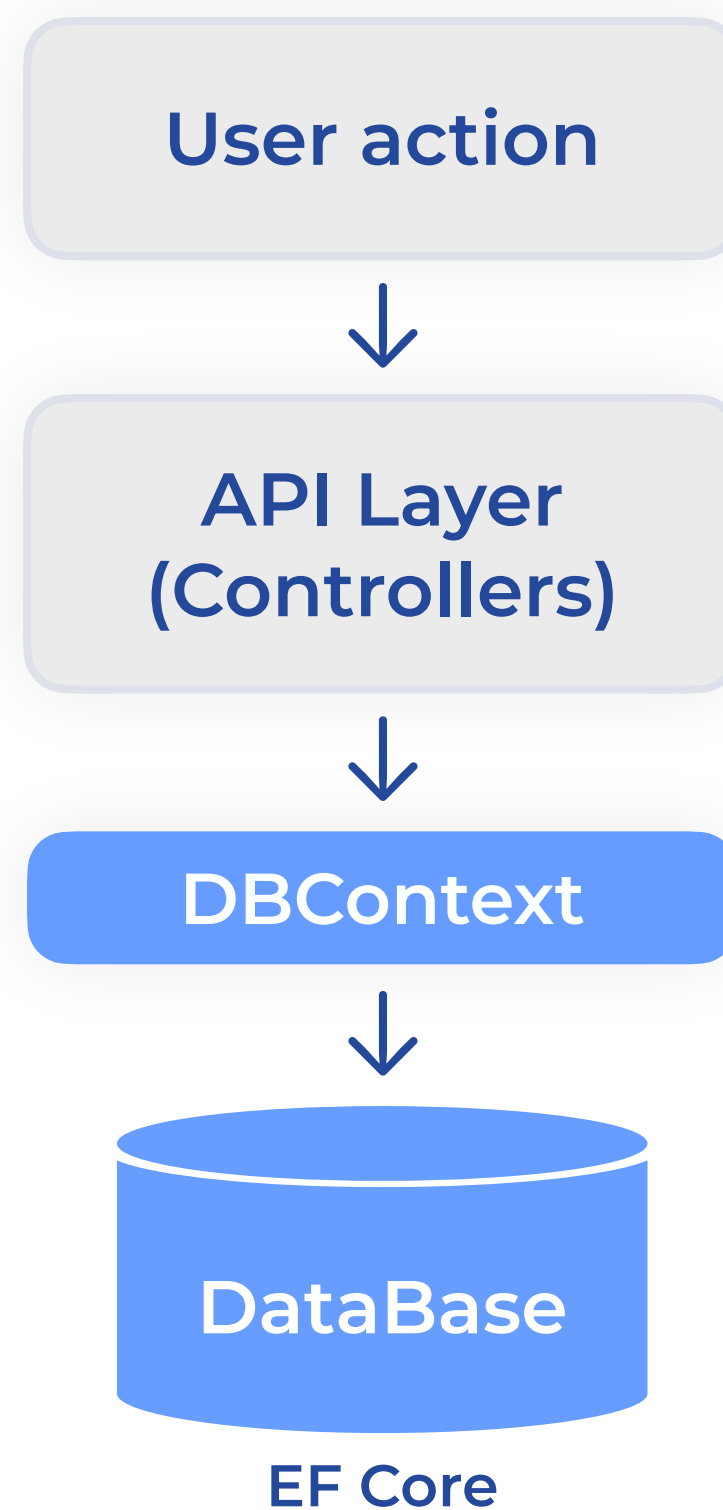 User action
API Layer
(Controllers)
DBContext
DataBase
EF Core